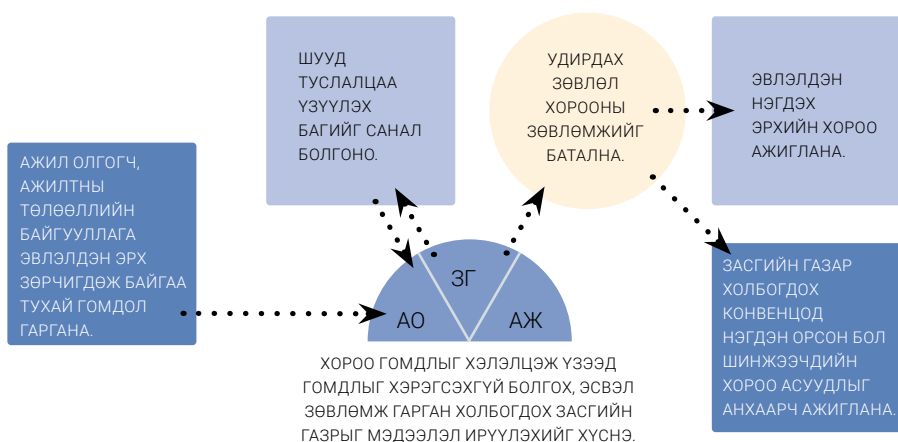 АЖИЛ ОЛГОГЧ,
АЖИЛТНЫ
ТӨЛӨӨЛЛИЙН
БАЙГУУЛЛАГА
ЭВЛЭЛДЭН ЭРХ
ЗӨРЧИГДӨЖ БАЙГАА
ТУХАЙ ГОМДОЛ
ГАРГАНА.
ШУУД
ТУСЛАЛЦАА
ҮЗҮҮЛЭХ
БАГИЙГ САНАЛ
БОЛГОНО.
АО
ЗГ
АЖ
ХОРОО ГОМДЛЫГ ХЭЛЭЛЦЭЖ ҮЗЭЭД
ГОМДЛЫГ ХЭРЭГСЭХГҮЙ БОЛГОХ, ЭСВЭЛ
ЗӨВЛӨМЖ ГАРГАН ХОЛБОГДОХ ЗАСГИЙН
ГАЗРЫГ МЭДЭЭЛЭЛ ИРҮҮЛЭХИЙГ ХҮСНЭ.
УДИРДАХ
ЗӨВЛӨЛ
ХОРООНЫ
ЗӨВЛӨМЖИЙГ
БАТАЛНА.
ЭВЛЭЛДЭН
НЭГДЭХ
ЭРХИЙН ХОРОО
АЖИГЛАНА.
ЗАСГИЙН ГАЗАР
ХОЛБОГДОХ
КОНВЕНЦОД
НЭГДЭН ОРСОН БОЛ
ШИНЖЭЭЧДИЙН
ХОРОО АСУУДЛЫГ
АНХААРЧ АЖИГЛАНА.